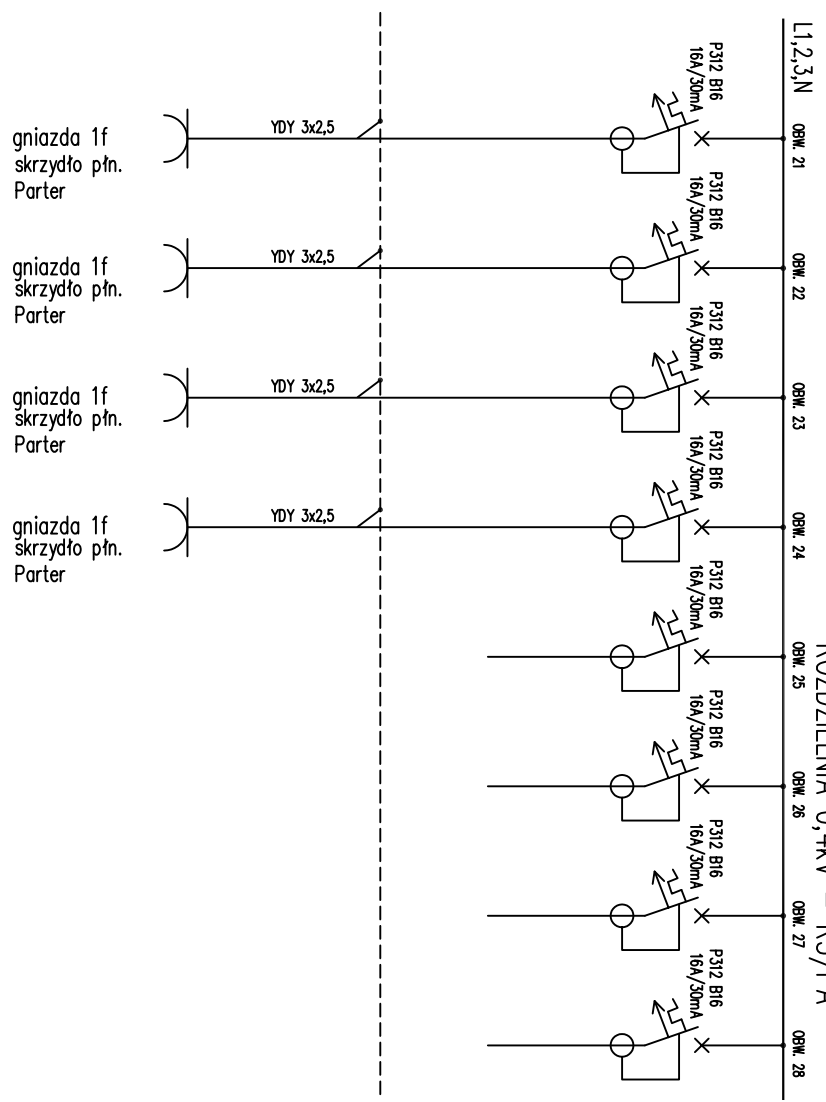 L1,2,3,N
P312 B16
16A/30mA
OBW. 21
YDY 3x2,5
gniazda 1f
skrzydło płn.
Parter
P312 B16
16A/30mA
OBW. 22
YDY 3x2,5
gniazda 1f
skrzydło płn.
Parter
P312 B16
16A/30mA
OBW. 23
YDY 3x2,5
gniazda 1f
skrzydło płn.
Parter
P312 B16
16A/30mA
OBW. 24
YDY 3x2,5
gniazda 1f
skrzydło płn.
Parter
P312 B16
16A/30mA
OBW. 25
P312 B16
16A/30mA
OBW. 26
P312 B16
16A/30mA
OBW. 27
P312 B16
16A/30mA
OBW. 28